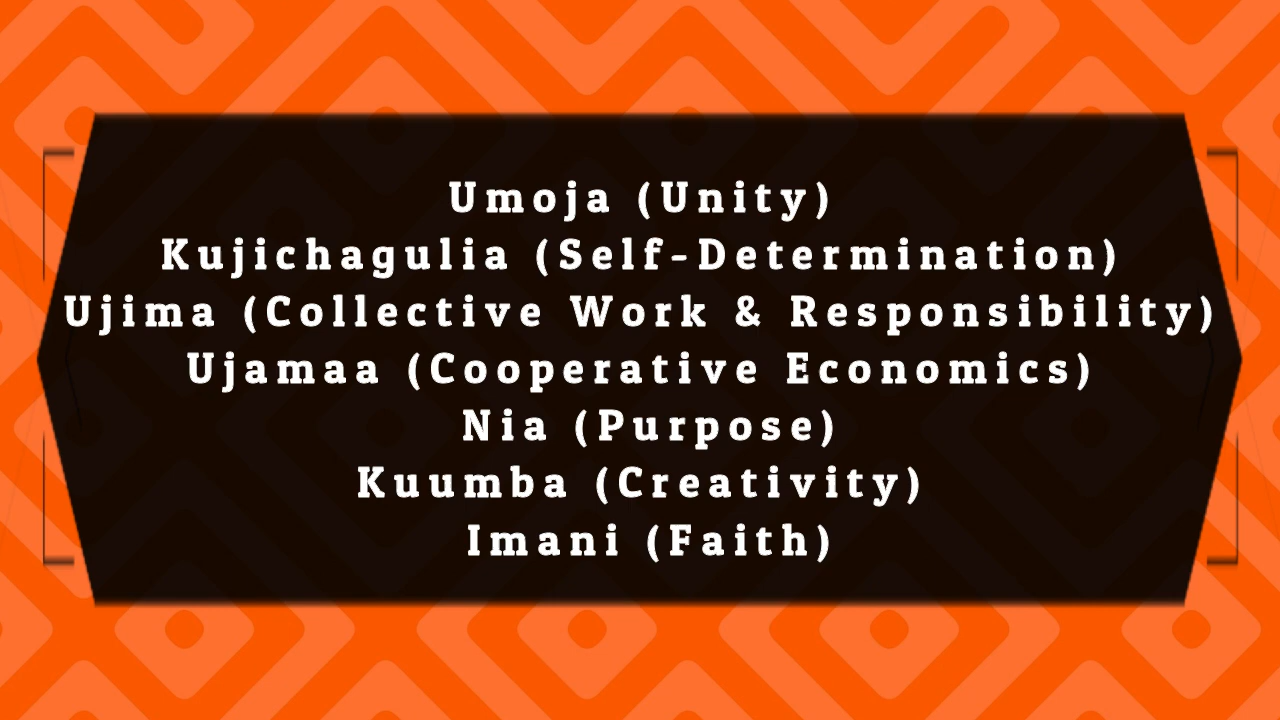 Umoja (Unity)
Kujichagulia (Self-Determination)
Ujima (Collective Work & Responsibility)
Ujamaa (Cooperative Economics)
Nia (Purpose)
Kuumba (Creativity)
Imani (Faith)